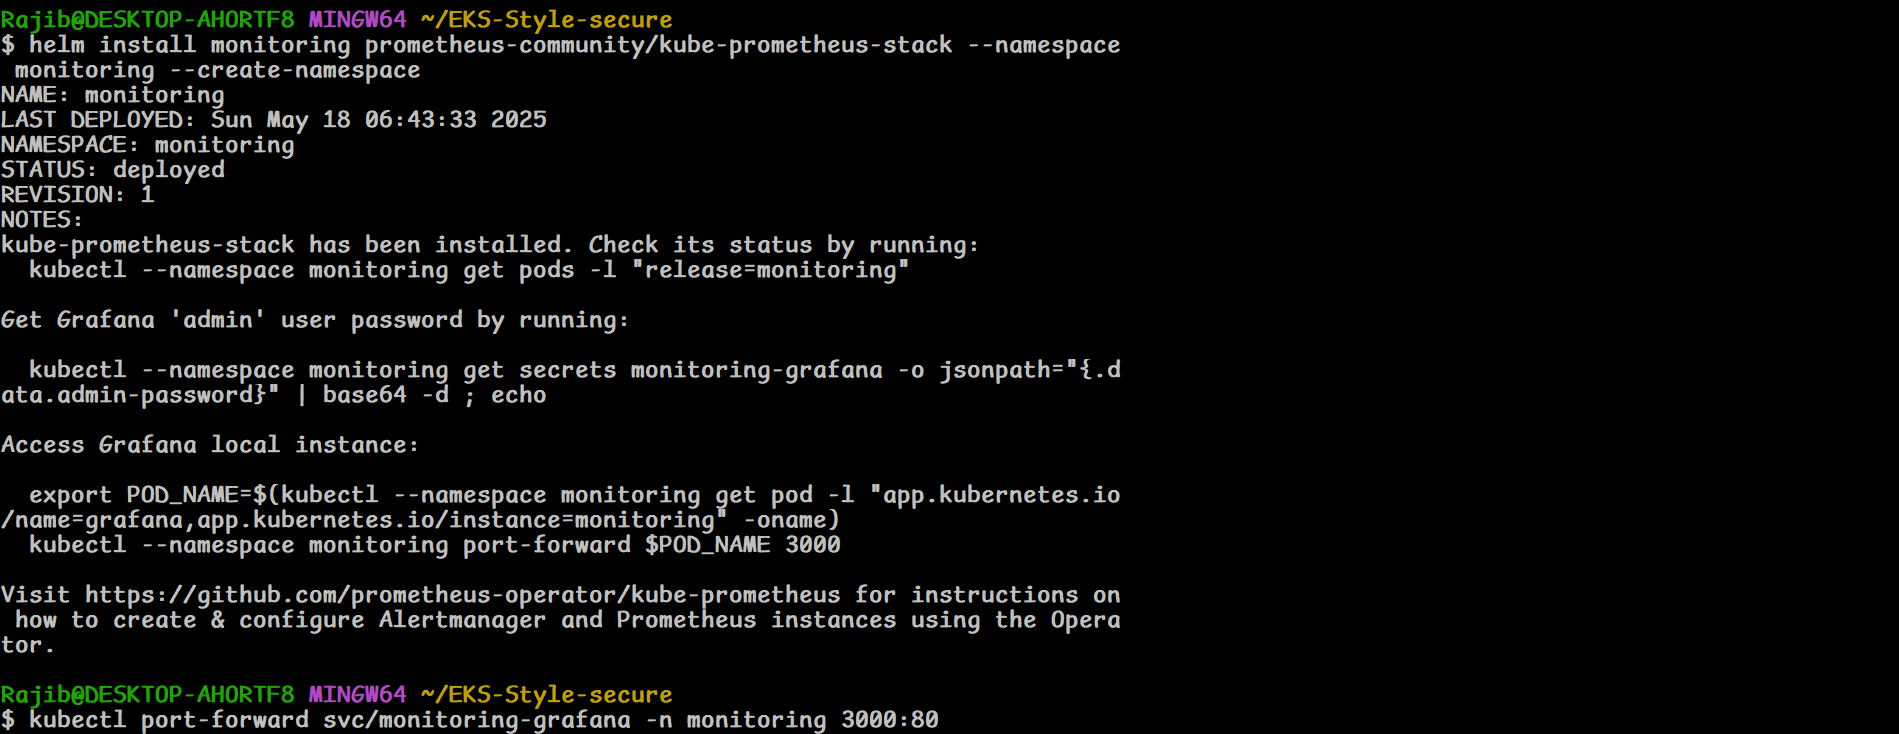 Rajib@DESKTOP-AHORTF8 MINGW64 ~/EKS-Style-secure
$ helm install monitoring prometheus-community/kube-prometheus-stack --namespace
 monitoring --create-namespace
NAME: monitoring
LAST DEPLOYED: Sun May 18 06:43:33 2025
NAMESPACE: monitoring
STATUS: deployed
REVISION: 1
NOTES:
kube-prometheus-stack has been installed. Check its status by running:
  kubectl --namespace monitoring get pods -l "release=monitoring"

Get Grafana 'admin' user password by running:

  kubectl --namespace monitoring get secrets monitoring-grafana -o jsonpath="{.d
ata.admin-password}" | base64 -d ; echo

Access Grafana local instance:

  export POD_NAME=$(kubectl --namespace monitoring get pod -l "app.kubernetes.io
/name=grafana,app.kubernetes.io/instance=monitoring" -oname)
  kubectl --namespace monitoring port-forward $POD_NAME 3000

Visit https://github.com/prometheus-operator/kube-prometheus for instructions on
 how to create & configure Alertmanager and Prometheus instances using the Opera
tor.

Rajib@DESKTOP-AHORTF8 MINGW64 ~/EKS-Style-secure
$ kubectl port-forward svc/monitoring-grafana -n monitoring 3000:80